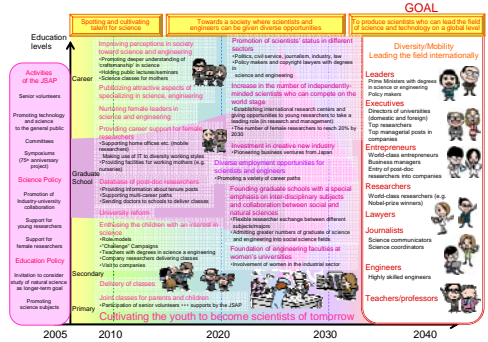 GOAL
Spotting and cultivating
talent for science
Towards a society where scientists and
engineers can be given diverse opportunities
To produce scientists who can lead the field
of science and technology on a global level
Education
levels
Activities
of the JSAP
Senior volunteers
Promoting technology
and science
to the general public
Committees
Symposiums
(75th anniversary
project)
Science Policy
Promotion of
Industry-university
collaboration
Support for
young researchers
Support for
female researchers
Education Policy
Invitation to consider
study of natural science
as longer-term goal
Promoting
science subjects
Career
Graduate
School
Secondary
Primary
Improving perceptions in society
toward science and engineering
•Promoting deeper understanding of
'craftsmanship' in science
•Holding public lectures/seminars
•Science classes for mothers
Publicizing attractive aspects of
specializing in science, engineering
Nurturing female leaders in
science and engineering
Providing career support for female
researchers
•Supporting home offices etc. (mobile
researchers)
Making use of IT to diversity working styles
•Providing facilities for working mothers (e.g.
nurseries)
Database of post-doc researchers
•Providing information about tenure posts
•Supporting multi-career paths
•Sending doctors to schools to deliver classes
University reform
Enthusing the children with an interest in
science
•Role models
•'Challenge' Campaigns
•Teachers with degrees in science a engineering
•Company researchers delivering classes
•Visit to companies
Delivery of classes
Joint classes for parents and children
•Participation of senior volunteers +++ supports by the JSAP
Cultivating the youth to become scientists of tomorrow
Promotion of scientists' status in different
sectors
•Politics, civil service, journalism, industry, law
•Policy makers and copyright lawyers with degrees
in
science and engineering
Increase in the number of independently-
minded scientists who can compete on the
world stage
•Establishing international research centers and
giving opportunities to young researchers to take a
leading role (in research and management)
•The number of female researchers to reach 20% by
2030
Investment in creative new industry
•Pioneering business ventures from Japan
Diverse employment opportunities for
scientists and engineers
•Promoting a variety of career paths
Founding graduate schools with a special
emphasis on inter-disciplinary subjects
and collaboration between social and
natural sciences
•Flexible researcher exchange between different
subjects/majors
•Admitting greater numbers of graduates of science
and engineering into social science fields
Foundation of engineering faculties at
women's universities
•Involvement of women in the industrial sector
Diversity/Mobility
Leading the field internationally
Leaders
Prime Ministers with degrees
in science or engineering
Policy makers
Executives
Directors of universities
(domestic and foreign)
Top researchers
Top managerial posts in
companies
Entrepreneurs
World-class entrepreneurs
Business managers
Entry of post-doc
researchers into companies
Researchers
World-class researchers (e.g.
Nobel-prize winners)
Lawyers
Journalists
Science communicators
Science coordinators
Engineers
Highly skilled engineers
Teachers/professors
2005
2010
2020
2030
2040